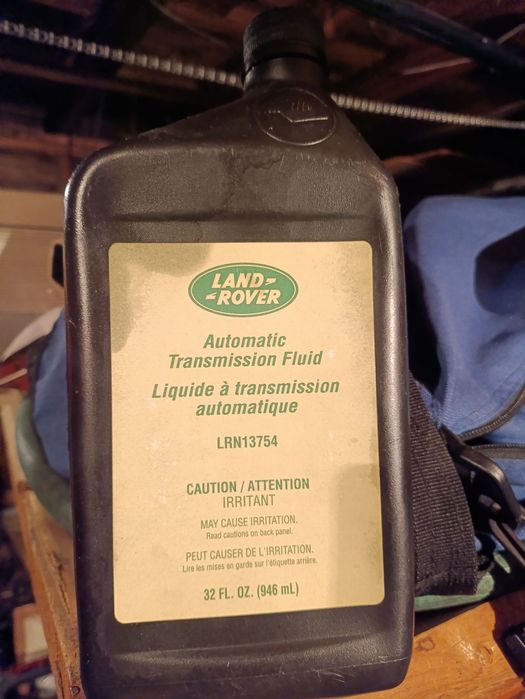 LAND-
-ROVER
Automatic
Transmission Fluid
Liquide à transmission
automatique
LRN13754
CAUTION / ATTENTION
IRRITANT
MAY CAUSE IRRITATION.
Read cautions on back panel.
PEUT CAUSER DE L'IRRITATION.
Lire les mises en garde sur l'étiquette arrière.
32 FL. OZ. (946 mL)